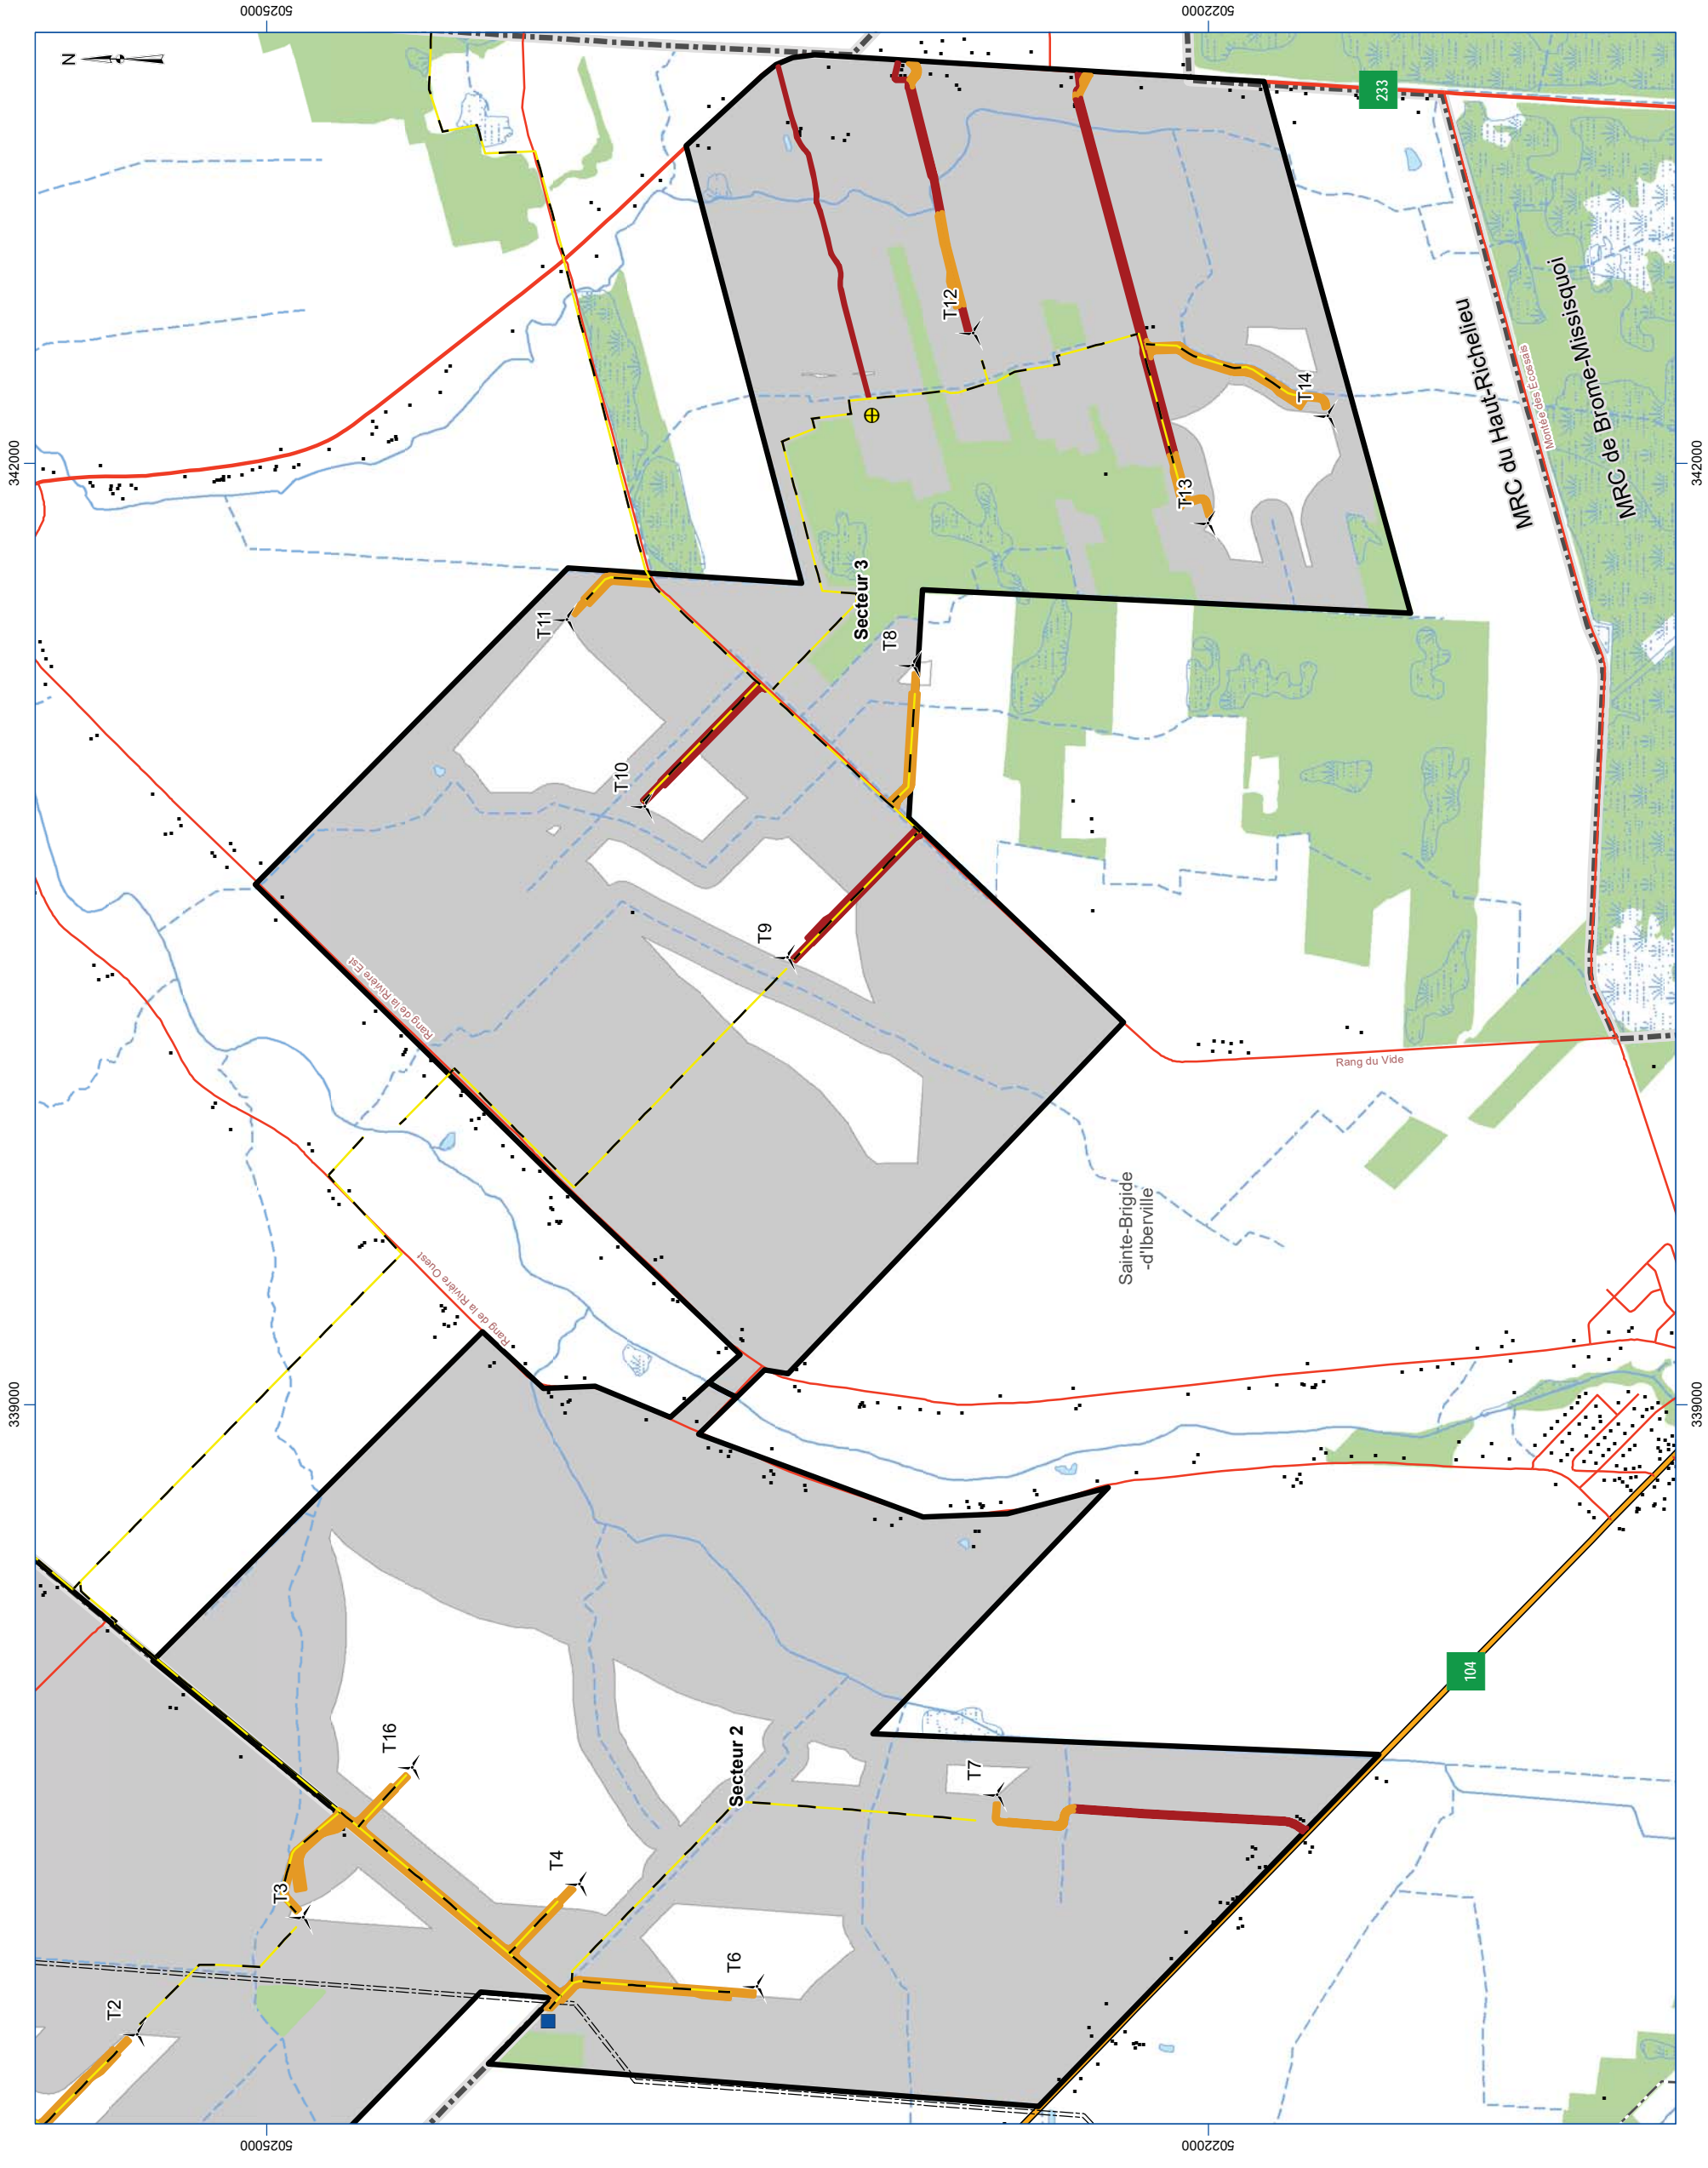 5025000
5022000
N
233
342000
342000
T12
T14
T13
MRC du Haut-Richelieu
Montée des Écossais
MRC de Brome-Missisquoi
T11
Secteur 3
T8
T10
T9
Rang de la Rivière Est
Rang du Vide
Sainte-Brigide
-d'Iberville
Rang de la Rivière Ouest
339000
339000
104
T16
Secteur 2
T7
T4
T3
T6
T2
5025000
5022000